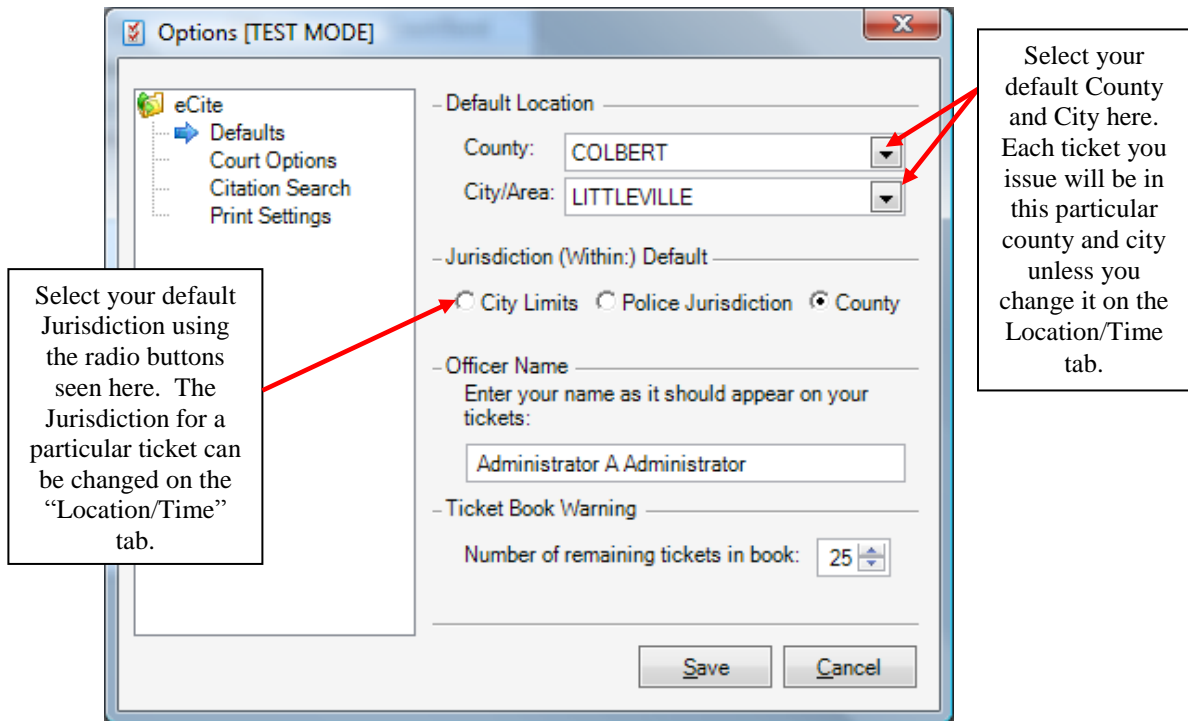 Options [TEST MODE]
eCite
Defaults
Court Options
Citation Search
Print Settings
Default Location
County: COLBERT
City/Area: LITTLEVILLE
Jurisdiction (Within:) Default
City Limits Police Jurisdiction County
Officer Name
Enter your name as it should appear on your
tickets:
Administrator A Administrator
Ticket Book Warning
Number of remaining tickets in book: 25
Save Cancel
Select your default
Jurisdiction using
the radio buttons
seen here. The
Jurisdiction for a
particular ticket can
be changed on the
“Location/Time”
tab.
Select your
default County
and City here.
Each ticket you
issue will be in
this particular
county and city
unless you
change it on the
Location/Time
tab.